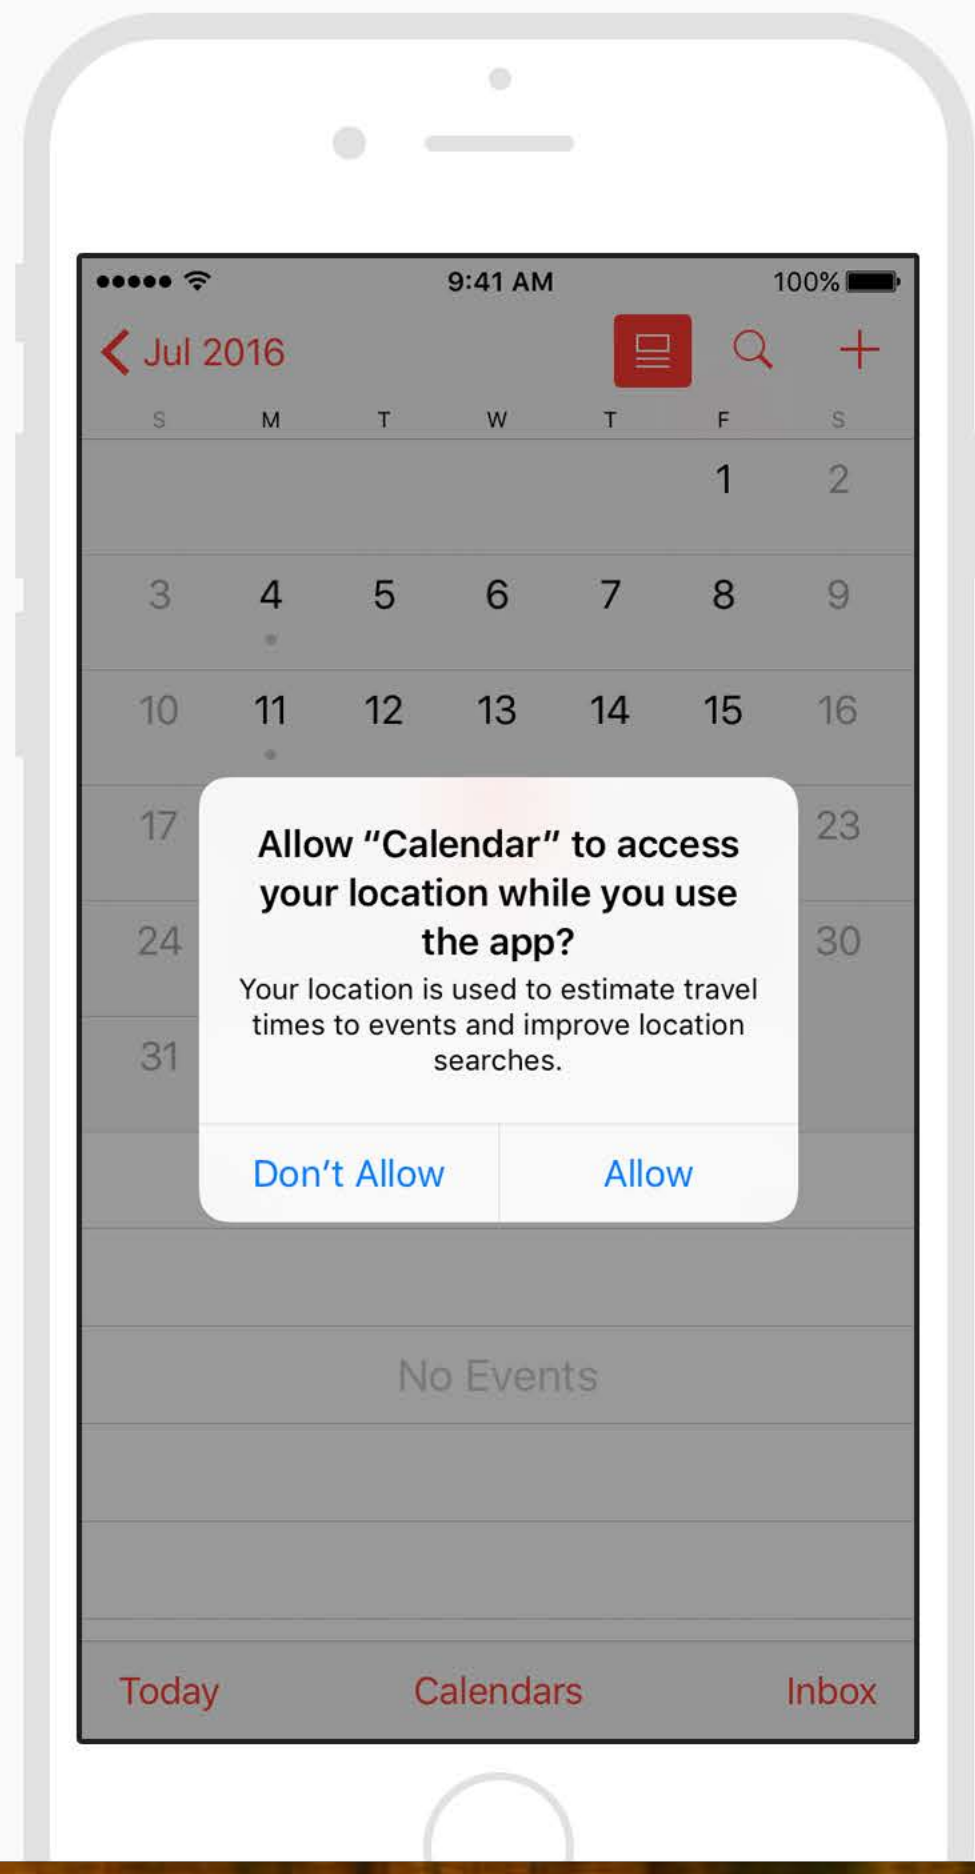 9:41 AM 100%
Jul 2016
S M T W T F S
1 2
3 4 5 6 7 8 9
10 11 12 13 14 15 16
17 23
24 30
31
Allow “Calendar” to access
your location while you use
the app?
Your location is used to estimate travel
times to events and improve location
searches.
Don’t Allow Allow
No Events
Today Calendars Inbox